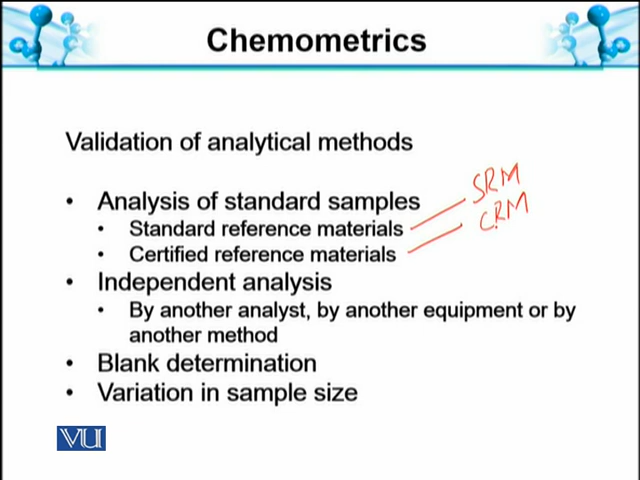 Chemometrics
Validation of analytical methods
• Analysis of standard samples
• Standard reference materials
SRM
• Certified reference materials
CRM
• Independent analysis
• By another analyst, by another equipment or by
another method
• Blank determination
• Variation in sample size
VU